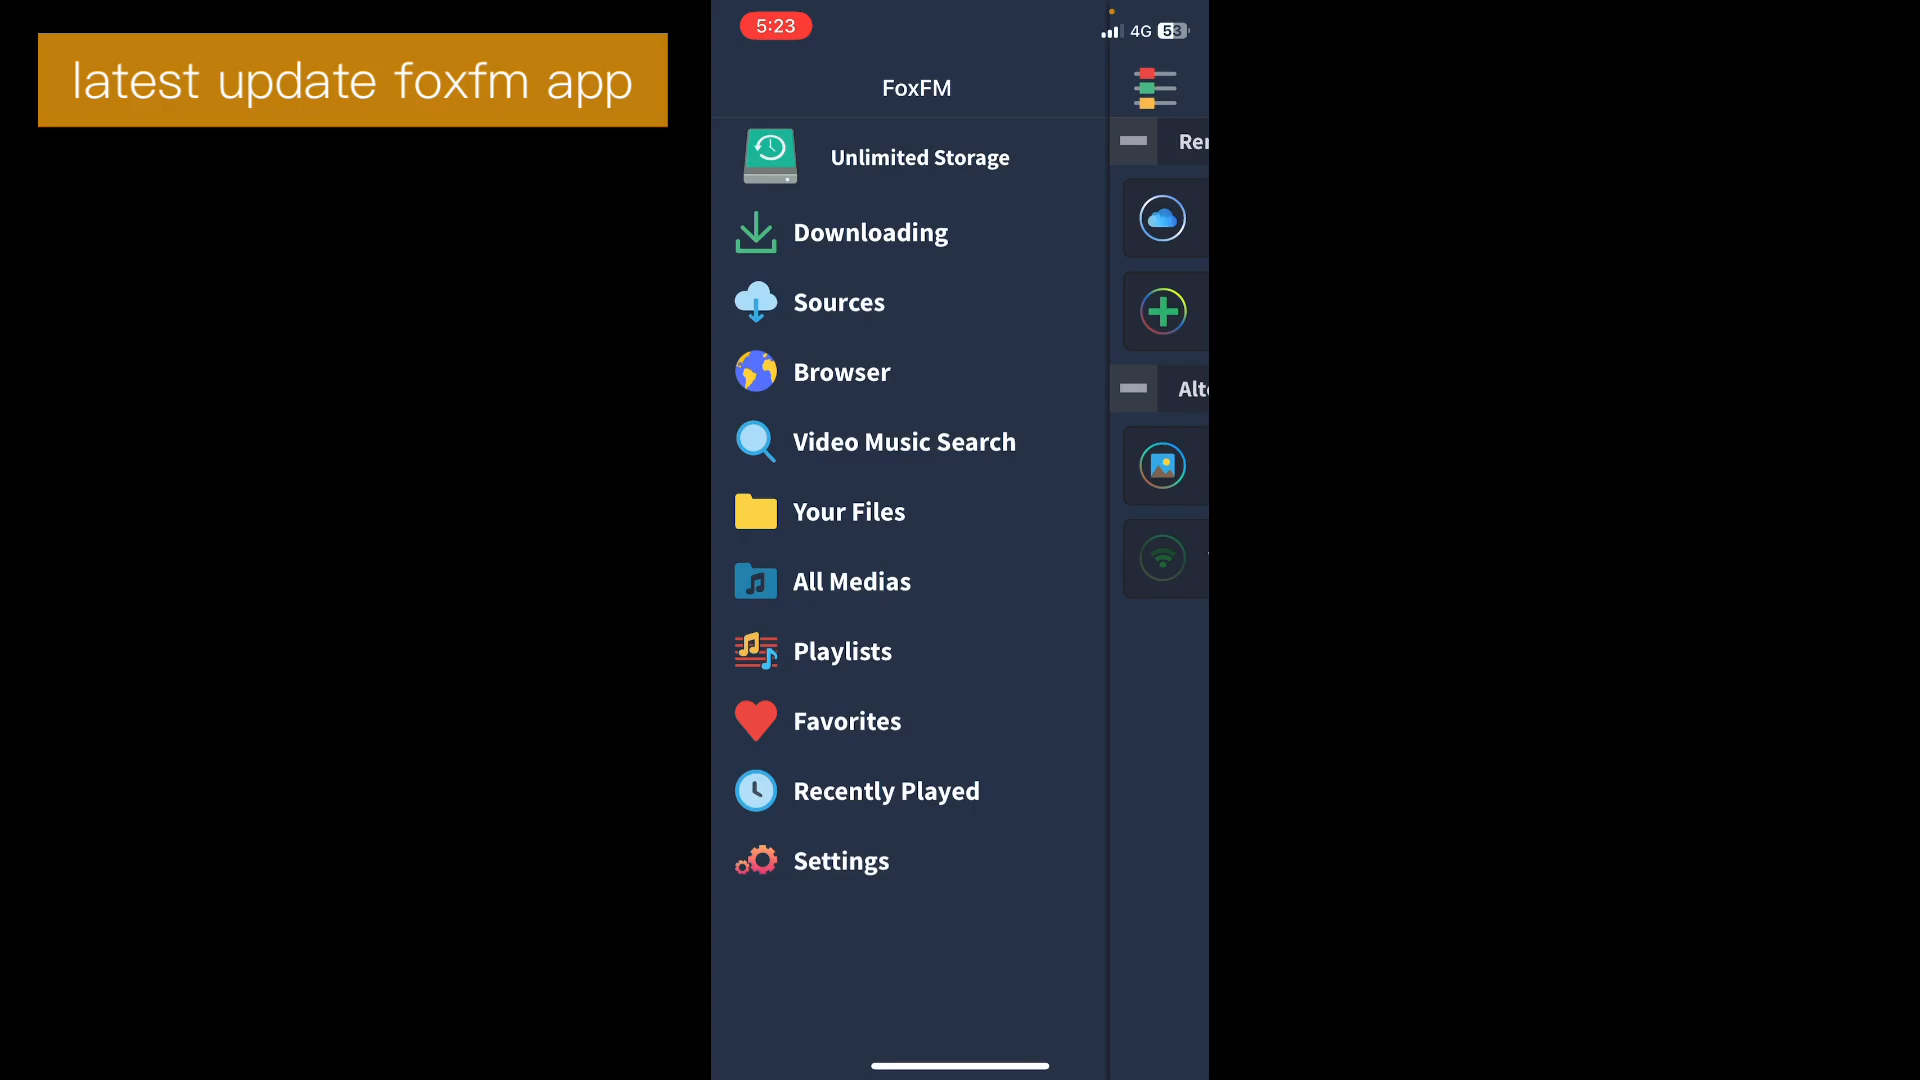 latest update foxfm app
5:23
4G 53
FoxFM
Unlimited Storage
Downloading
Sources
Browser
Video Music Search
Your Files
All Medias
Playlists
Favorites
Recently Played
Settings